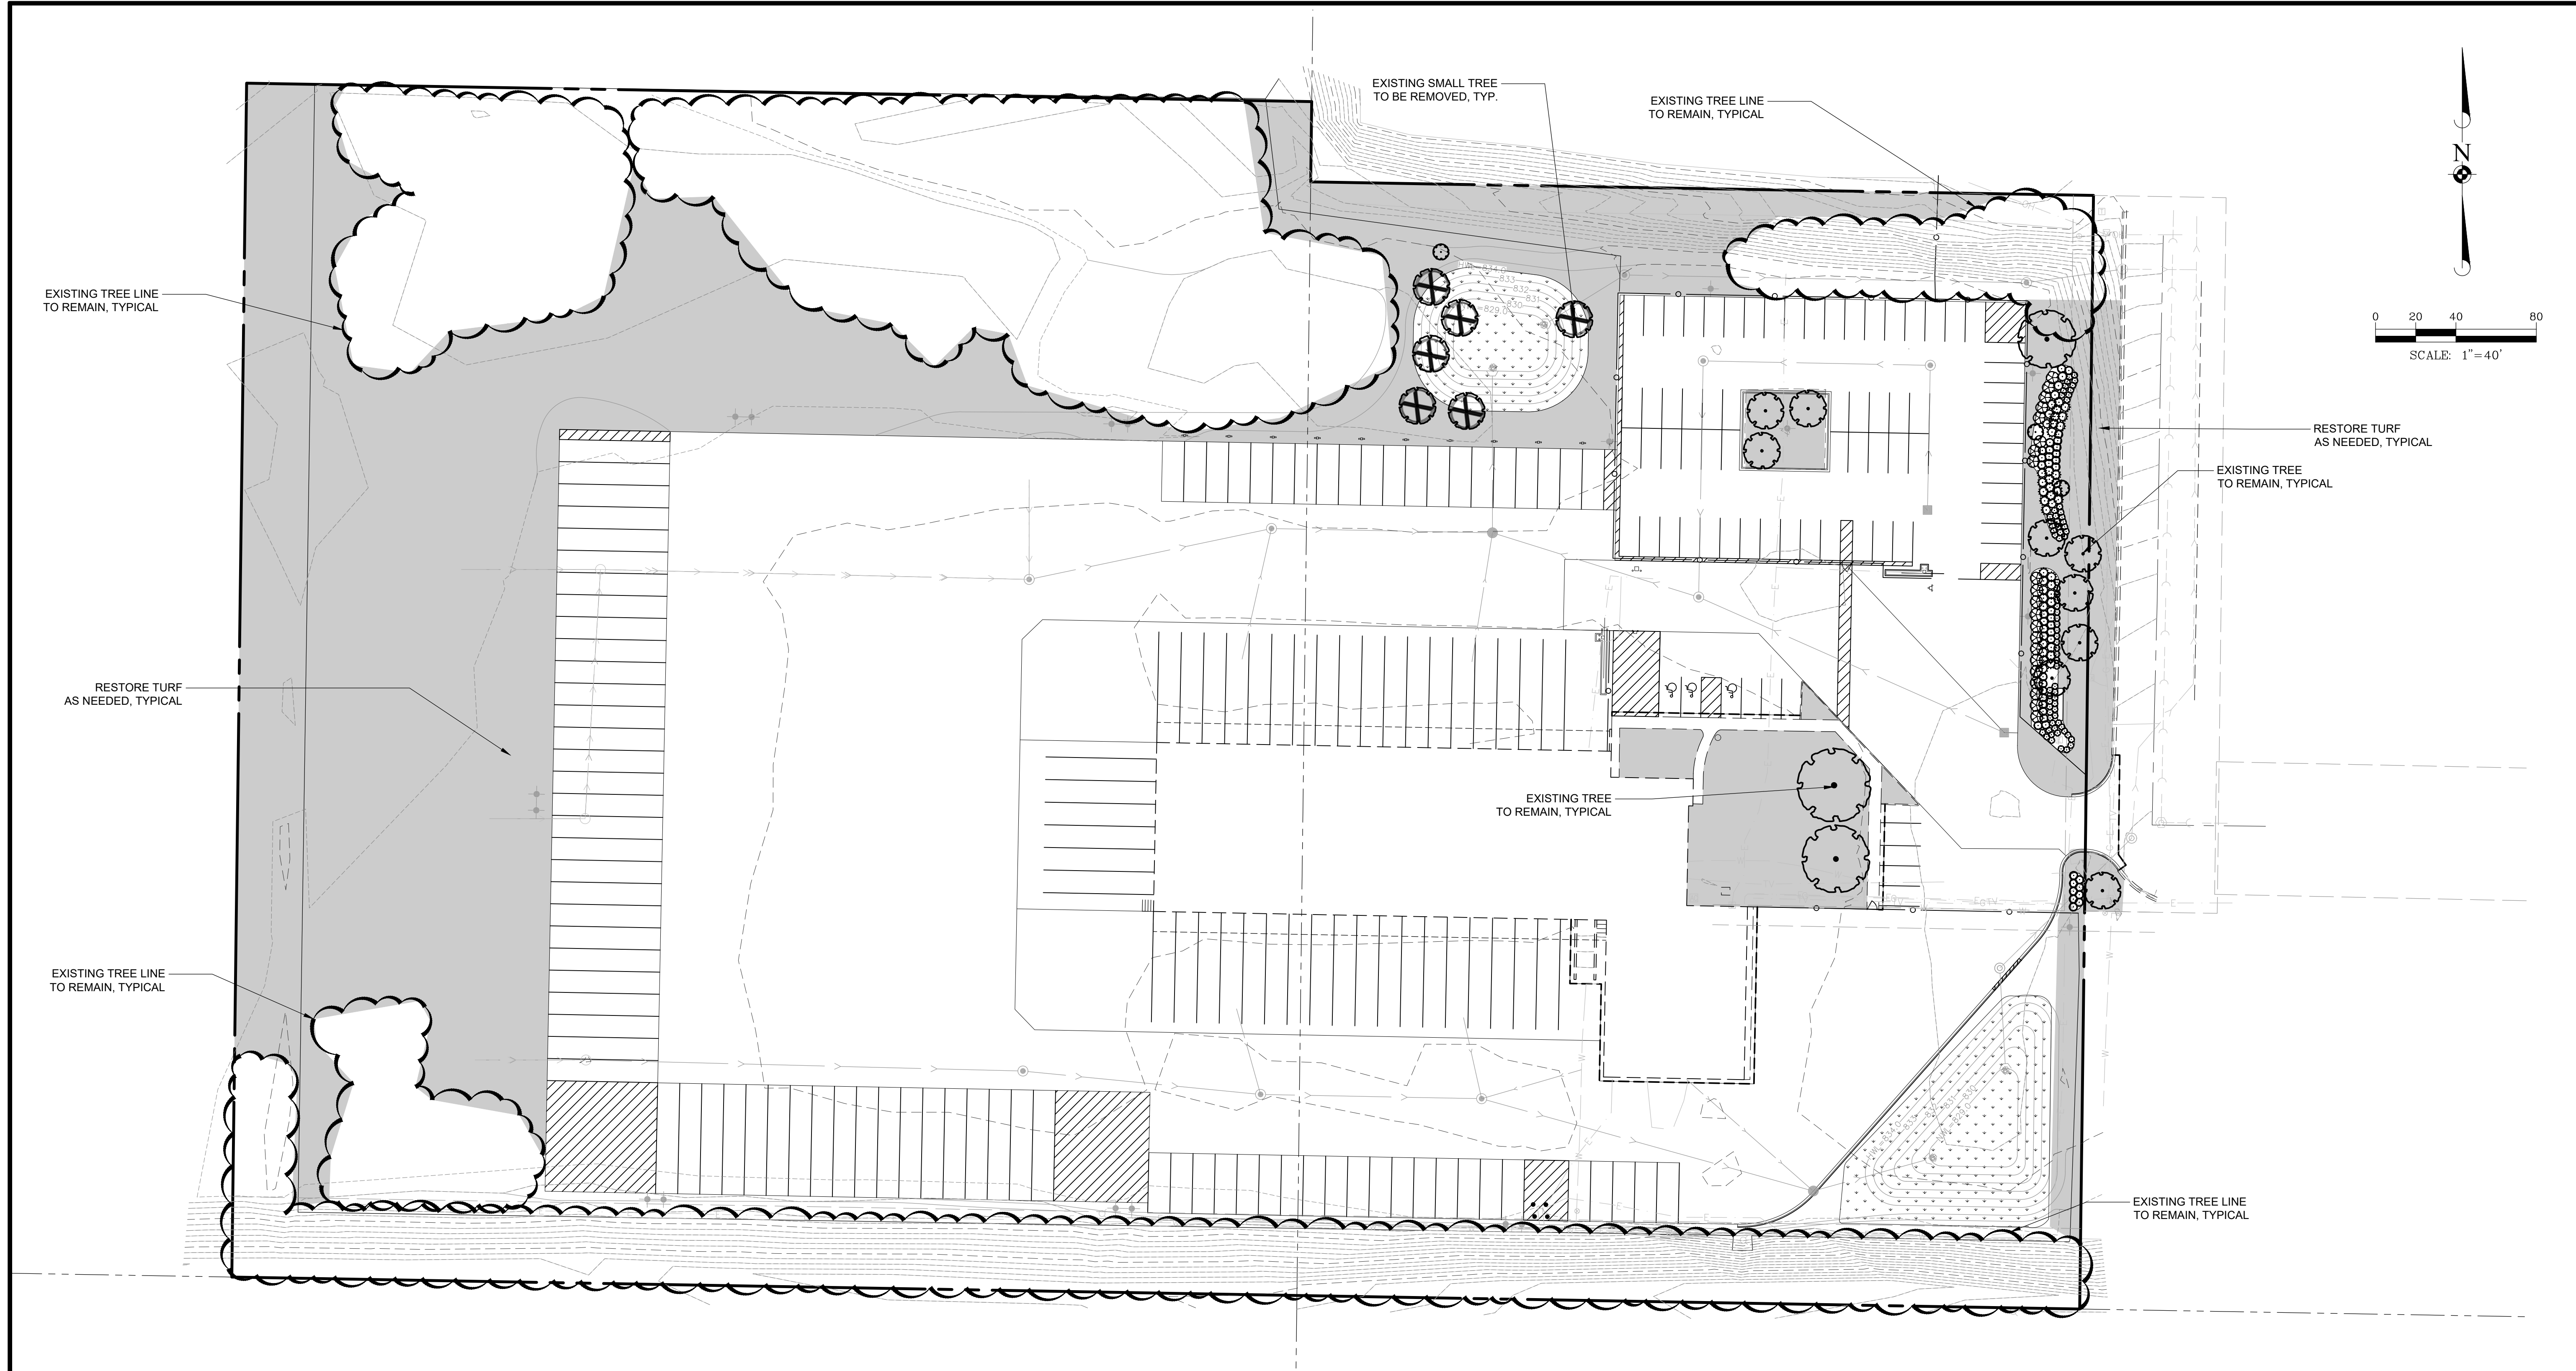 EXISTING SMALL TREE
TO BE REMOVED, TYP.
EXISTING TREE LINE
TO REMAIN, TYPICAL
N
EXISTING TREE LINE
TO REMAIN, TYPICAL
0 20 40 80
SCALE: 1"=40'
RESTORE TURF
AS NEEDED, TYPICAL
EXISTING TREE
TO REMAIN, TYPICAL
RESTORE TURF
AS NEEDED, TYPICAL
EXISTING TREE
TO REMAIN, TYPICAL
EXISTING TREE LINE
TO REMAIN, TYPICAL
EXISTING TREE LINE
TO REMAIN, TYPICAL